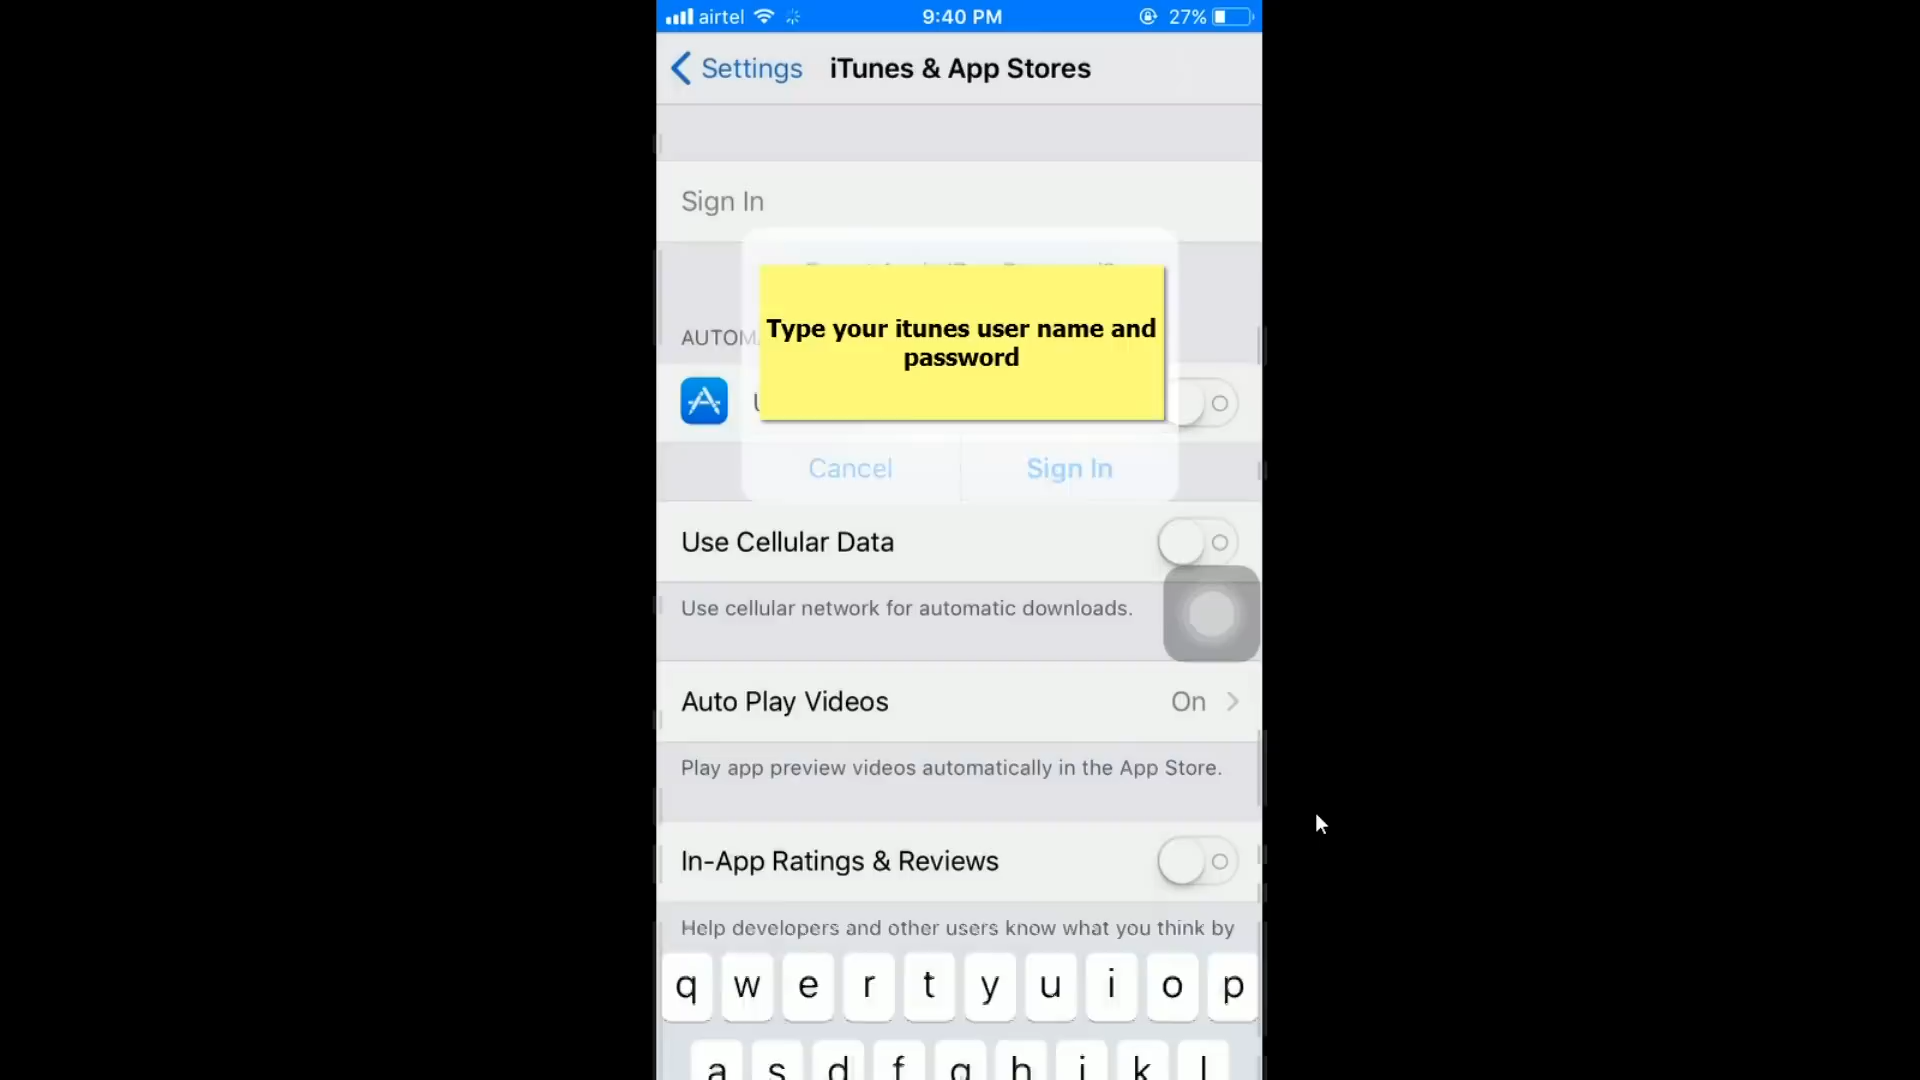 airtel 9:40 PM 27%
Settings iTunes & App Stores
Sign In
Type your itunes user name and
password
AUTOMA
U
Cancel Sign In
Use Cellular Data
Use cellular network for automatic downloads.
Auto Play Videos On
Play app preview videos automatically in the App Store.
In-App Ratings & Reviews
Help developers and other users know what you think by
q w e r t y u i o p
a s d f g h j k l